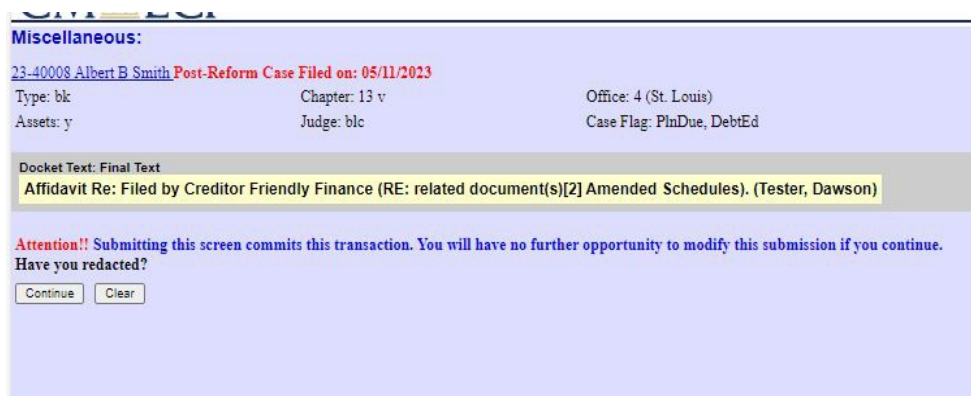 Miscellaneous:
23-40008 Albert B Smith Post-Reform Case Filed on: 05/11/2023
Type: bk Chapter: 13 v Office: 4 (St. Louis)
Assets: y Judge: blc Case Flag: PlnDue, DebtEd
Docket Text: Final Text
Affidavit Re: Filed by Creditor Friendly Finance (RE: related document(s)[2] Amended Schedules). (Tester, Dawson)
Attention!! Submitting this screen commits this transaction. You will have no further opportunity to modify this submission if you continue.
Have you redacted?
Continue Clear